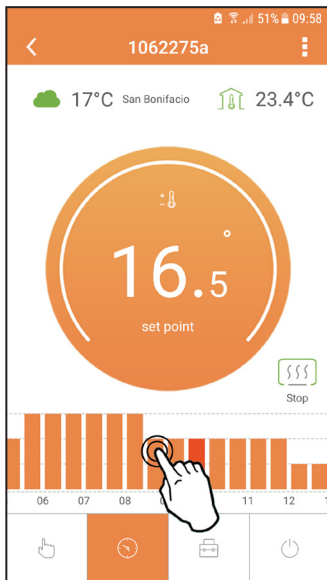 51% 09:58
1062275a
17°C San Bonifacio 23.4°C
16.5°
set point
Stop
06 07 08 11 12